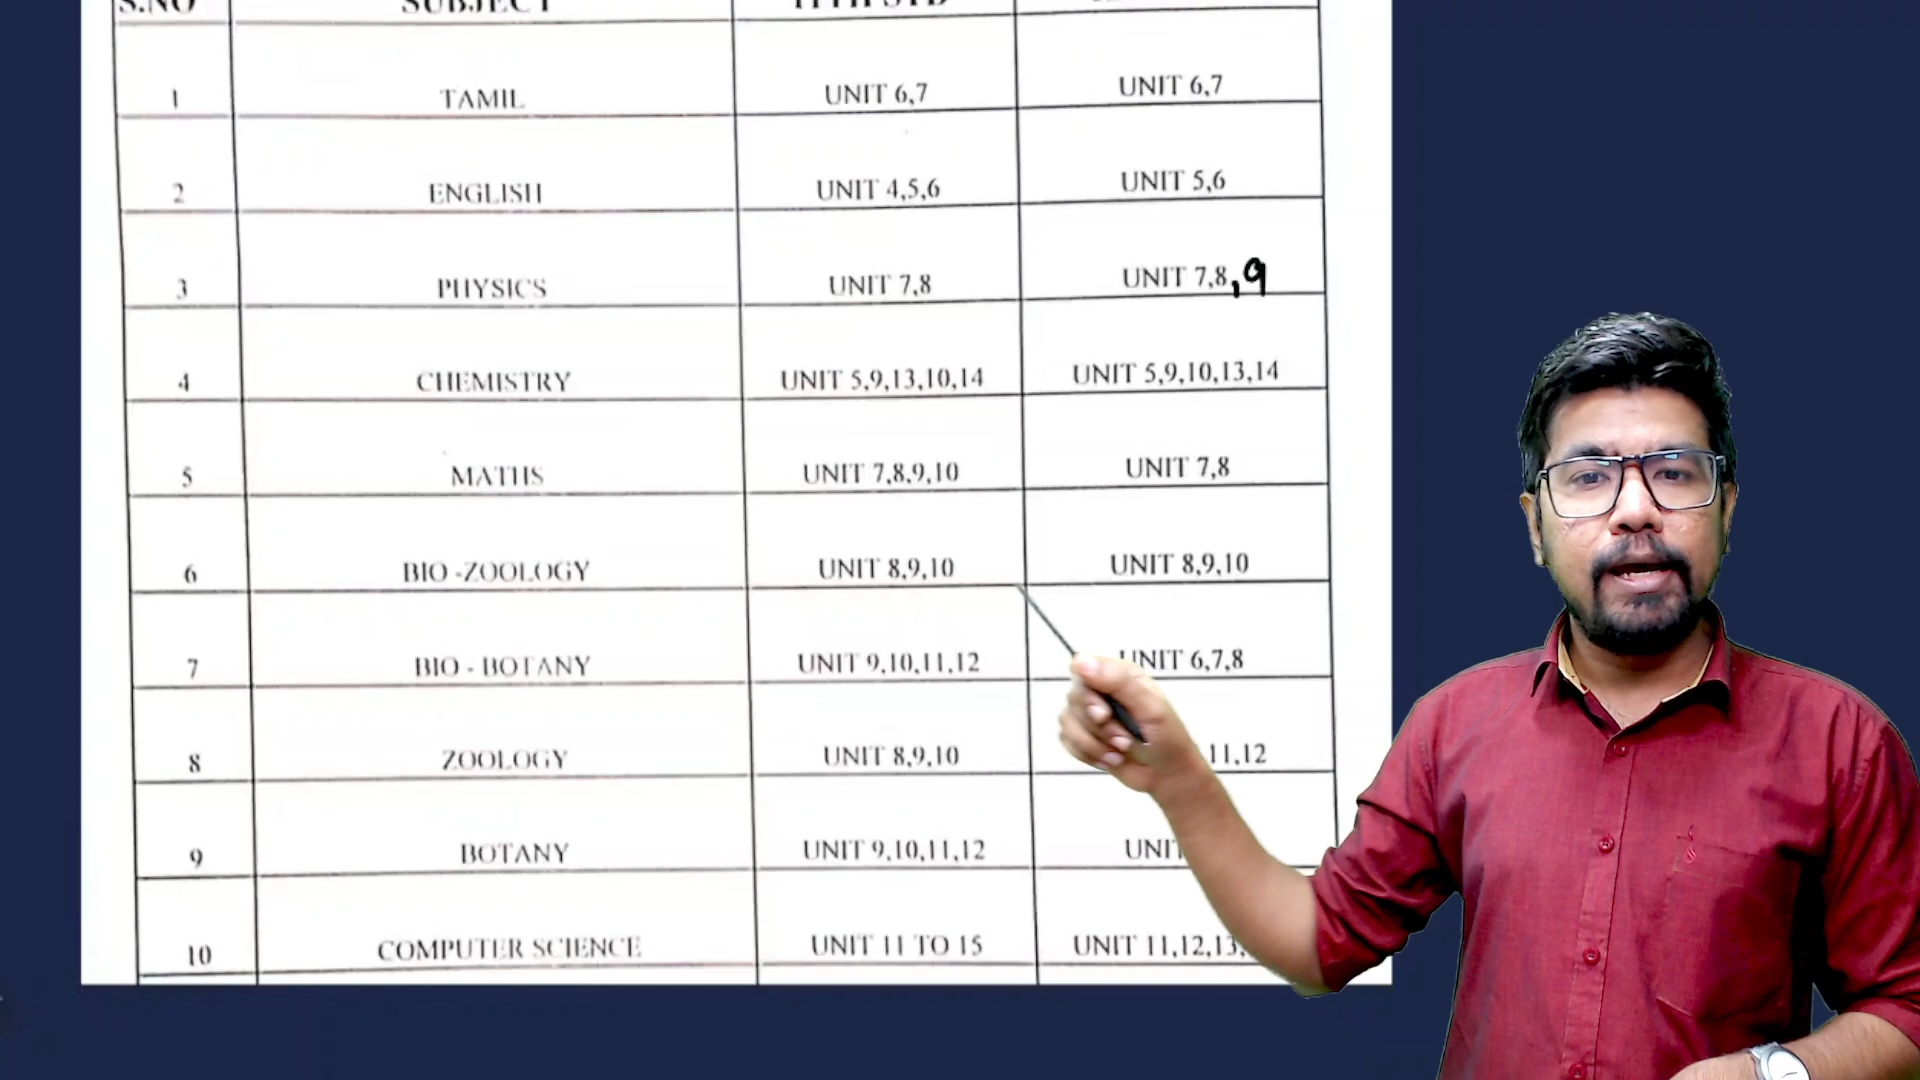 S.NO SUBJECT 11TH STD
1 TAMIL UNIT 6,7 UNIT 6,7
2 ENGLISH UNIT 4,5,6 UNIT 5,6
3 PHYSICS UNIT 7,8 UNIT 7,8,9
4 CHEMISTRY UNIT 5,9,13,10,14 UNIT 5,9,10,13,14
5 MATHS UNIT 7,8,9,10 UNIT 7,8
6 BIO -ZOOLOGY UNIT 8,9,10 UNIT 8,9,10
7 BIO - BOTANY UNIT 9,10,11,12 UNIT 6,7,8
8 ZOOLOGY UNIT 8,9,10 11,12
9 BOTANY UNIT 9,10,11,12 UNIT
10 COMPUTER SCIENCE UNIT 11 TO 15 UNIT 11,12,13,